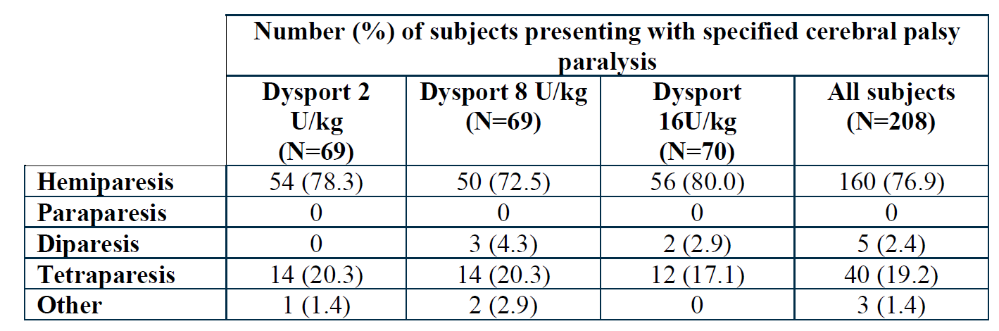 Number (%) of subjects presenting with specified cerebral palsy
paralysis
Dysport 2 U/kg (N=69) Dysport 8 U/kg (N=69) Dysport 16U/kg (N=70) All subjects (N=208)
Hemiparesis 54 (78.3) 50 (72.5) 56 (80.0) 160 (76.9)
Paraparesis 0 0 0 0
Diparesis 0 3 (4.3) 2 (2.9) 5 (2.4)
Tetraparesis 14 (20.3) 14 (20.3) 12 (17.1) 40 (19.2)
Other 1 (1.4) 2 (2.9) 0 3 (1.4)